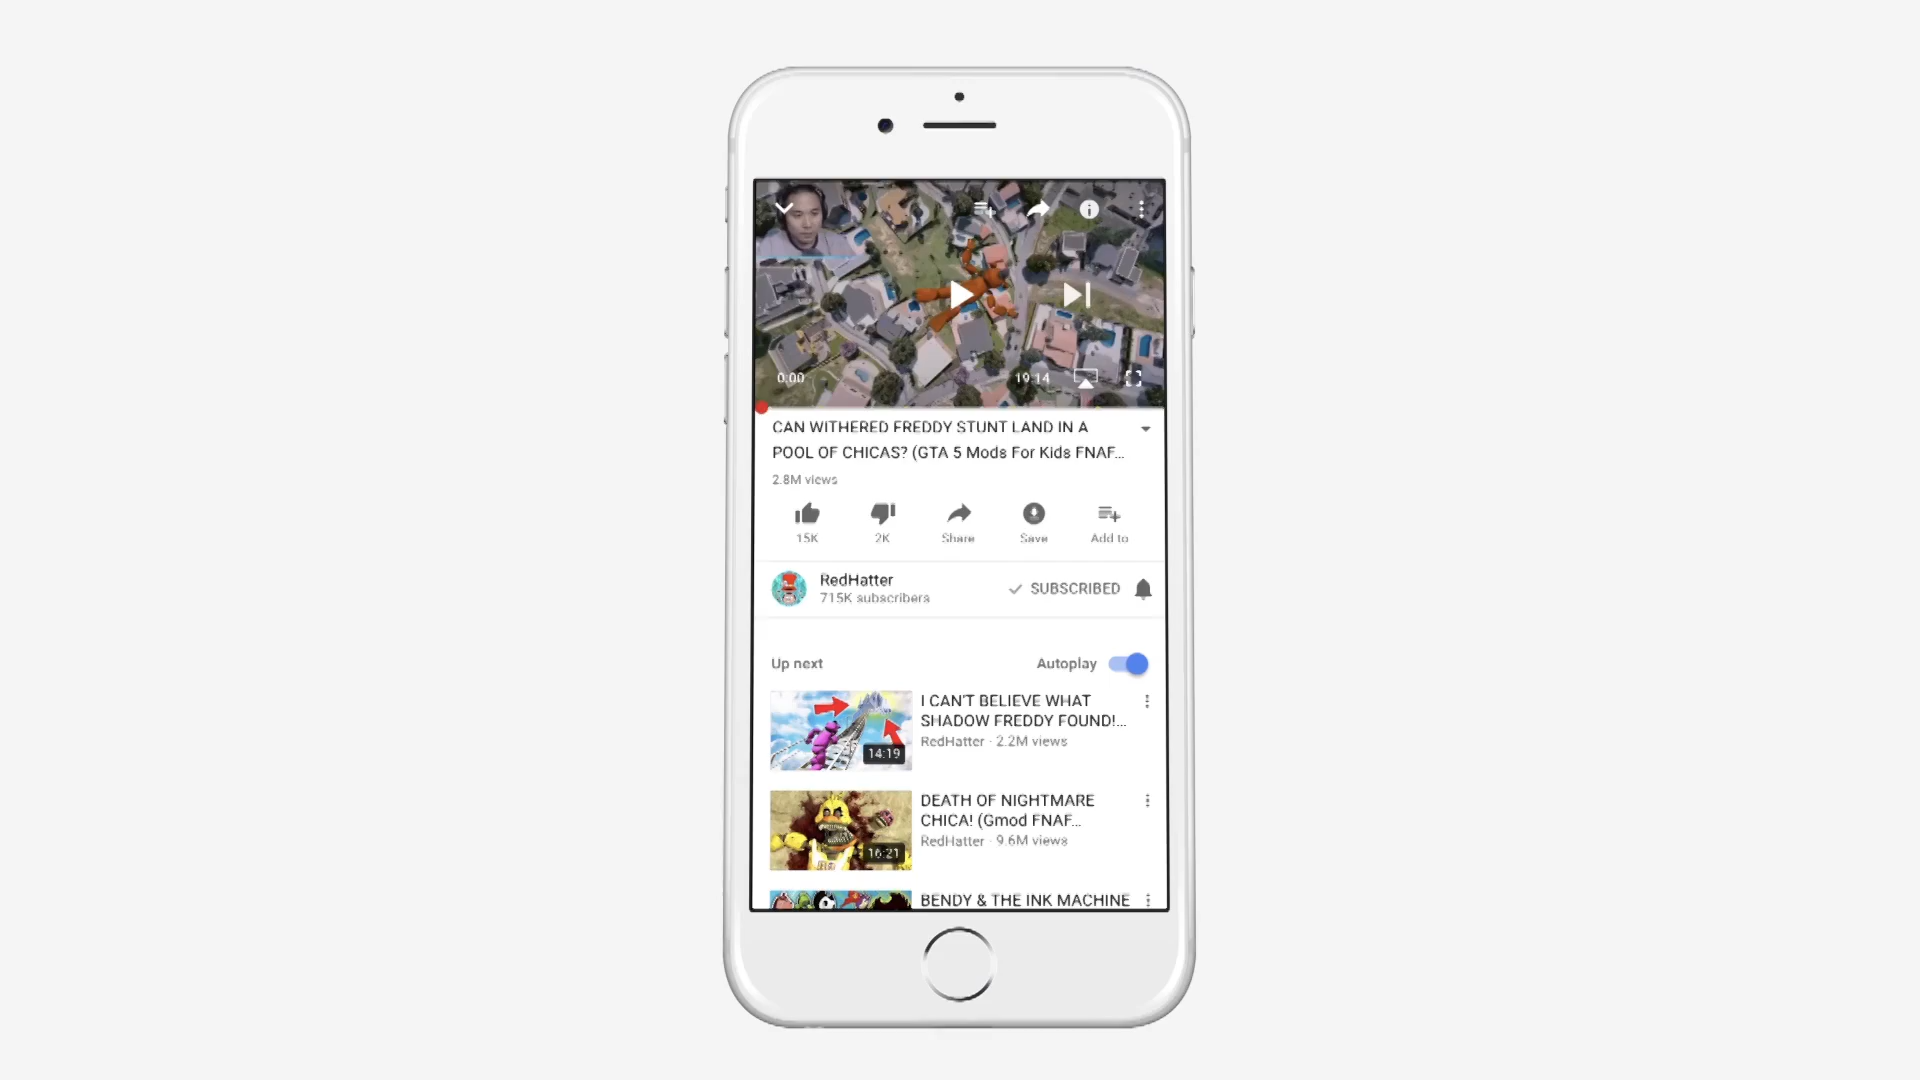 0:00
19:14
CAN WITHERED FREDDY STUNT LAND IN A
POOL OF CHICAS? (GTA 5 Mods For Kids FNAF...
2.8M views
15K
2K
Share
Save
Add to
RedHatter
715K subscribers
SUBSCRIBED
Up next
Autoplay
14:19
I CAN'T BELIEVE WHAT
SHADOW FREDDY FOUND!...
RedHatter · 2.2M views
16:21
DEATH OF NIGHTMARE
CHICA! (Gmod FNAF...
RedHatter · 9.6M views
BENDY & THE INK MACHINE